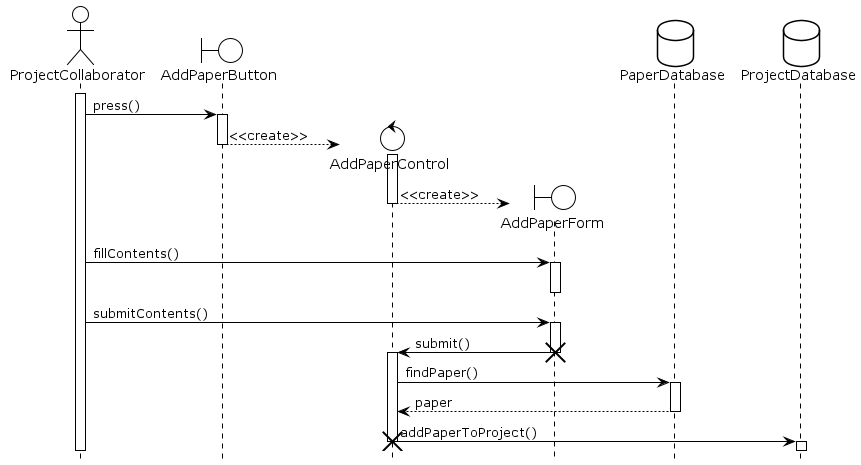 ProjectCollaborator
AddPaperButton
PaperDatabase
ProjectDatabase
press()
<<create>>
AddPaperControl
<<create>>
AddPaperForm
fillContents()
submitContents()
submit()
findPaper()
paper
addPaperToProject()